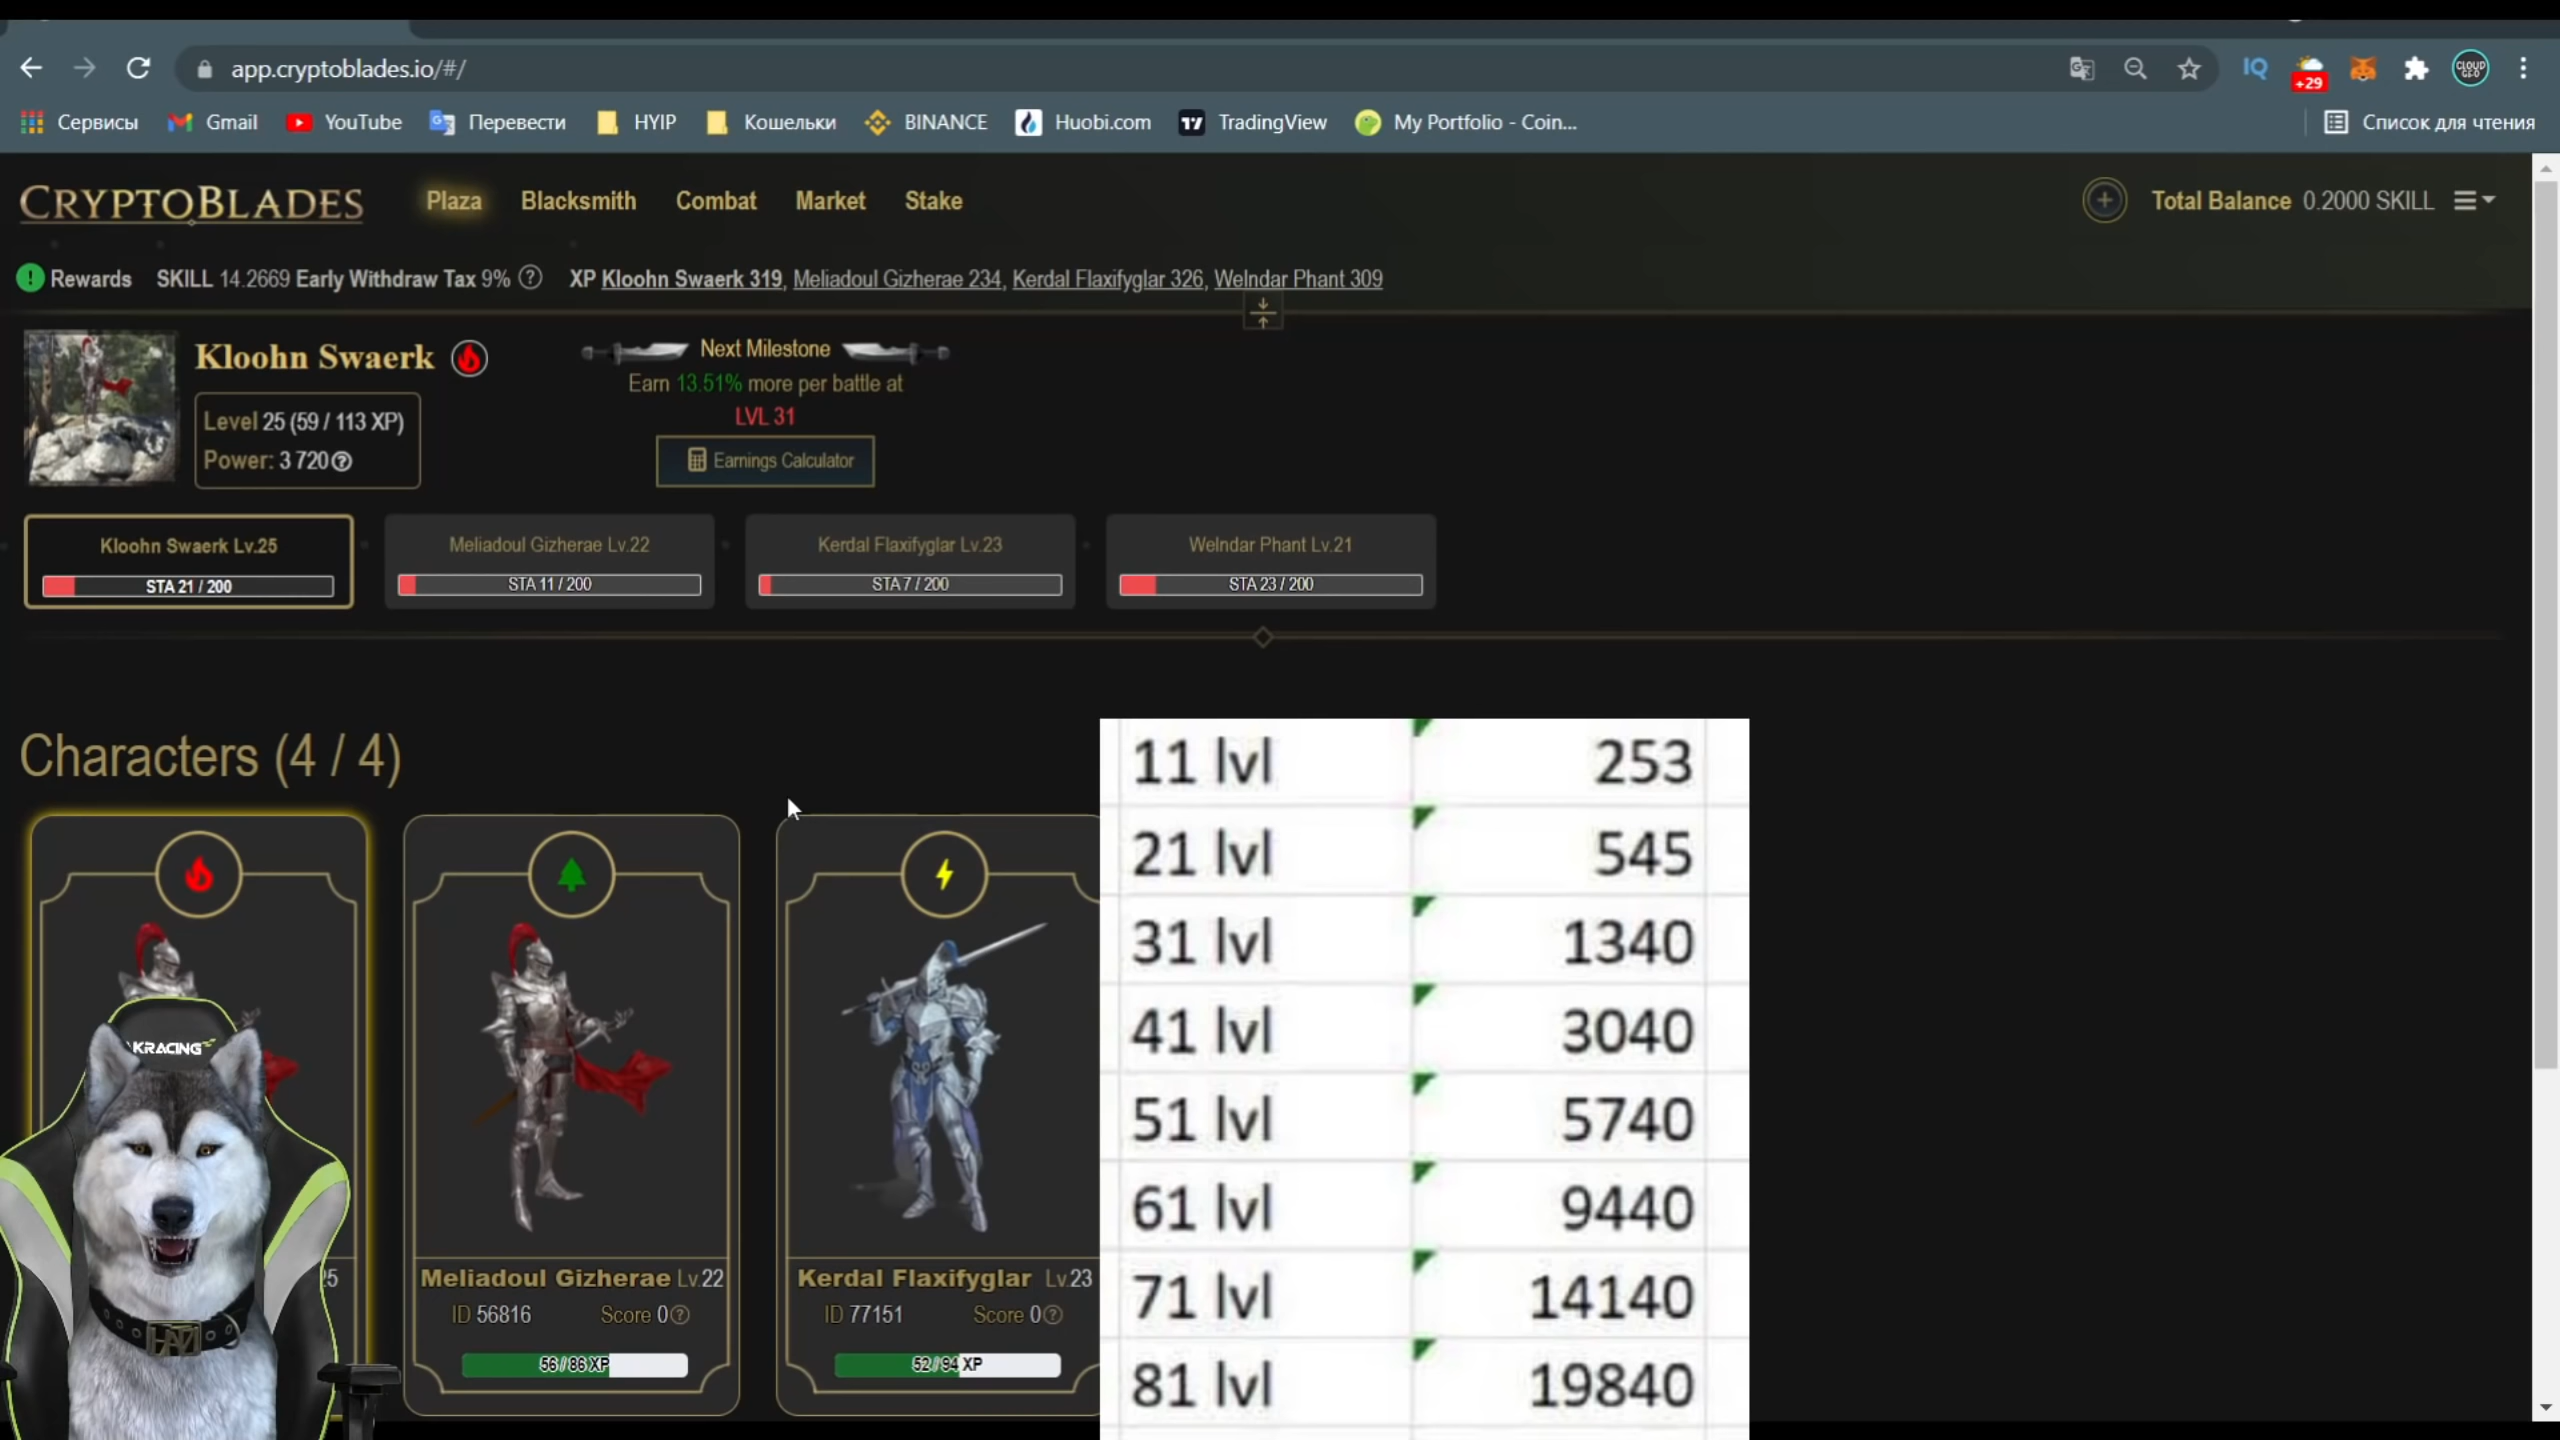 app.cryptoblades.io/#/
IQ
+29
CLOUD GEO
Сервисы Gmail YouTube Перевести HYIP Кошельки BINANCE Huobi.com TradingView My Portfolio - Coin... Список для чтения
CRYPTOBLADES Plaza Blacksmith Combat Market Stake Total Balance 0.2000 SKILL
Rewards SKILL 14.2669 Early Withdraw Tax 9% XP Kloohn Swaerk 319, Meliadoul Gizherae 234, Kerdal Flaxifyglar 326, Welndar Phant 309
Kloohn Swaerk
Level 25 (59 / 113 XP)
Power: 3 720
Next Milestone
Earn 13.51% more per battle at
LVL 31
Earnings Calculator
Kloohn Swaerk Lv.25
STA 21 / 200
Meliadoul Gizherae Lv.22
STA 11 / 200
Kerdal Flaxifyglar Lv.23
STA 7 / 200
Welndar Phant Lv.21
STA 23 / 200
Characters (4 / 4)
AKRACING
25
Meliadoul Gizherae Lv.22
ID 56816 Score 0
56 / 86 XP
Kerdal Flaxifyglar Lv.23
ID 77151 Score 0
52 / 94 XP
11 lvl 253
21 lvl 545
31 lvl 1340
41 lvl 3040
51 lvl 5740
61 lvl 9440
71 lvl 14140
81 lvl 19840